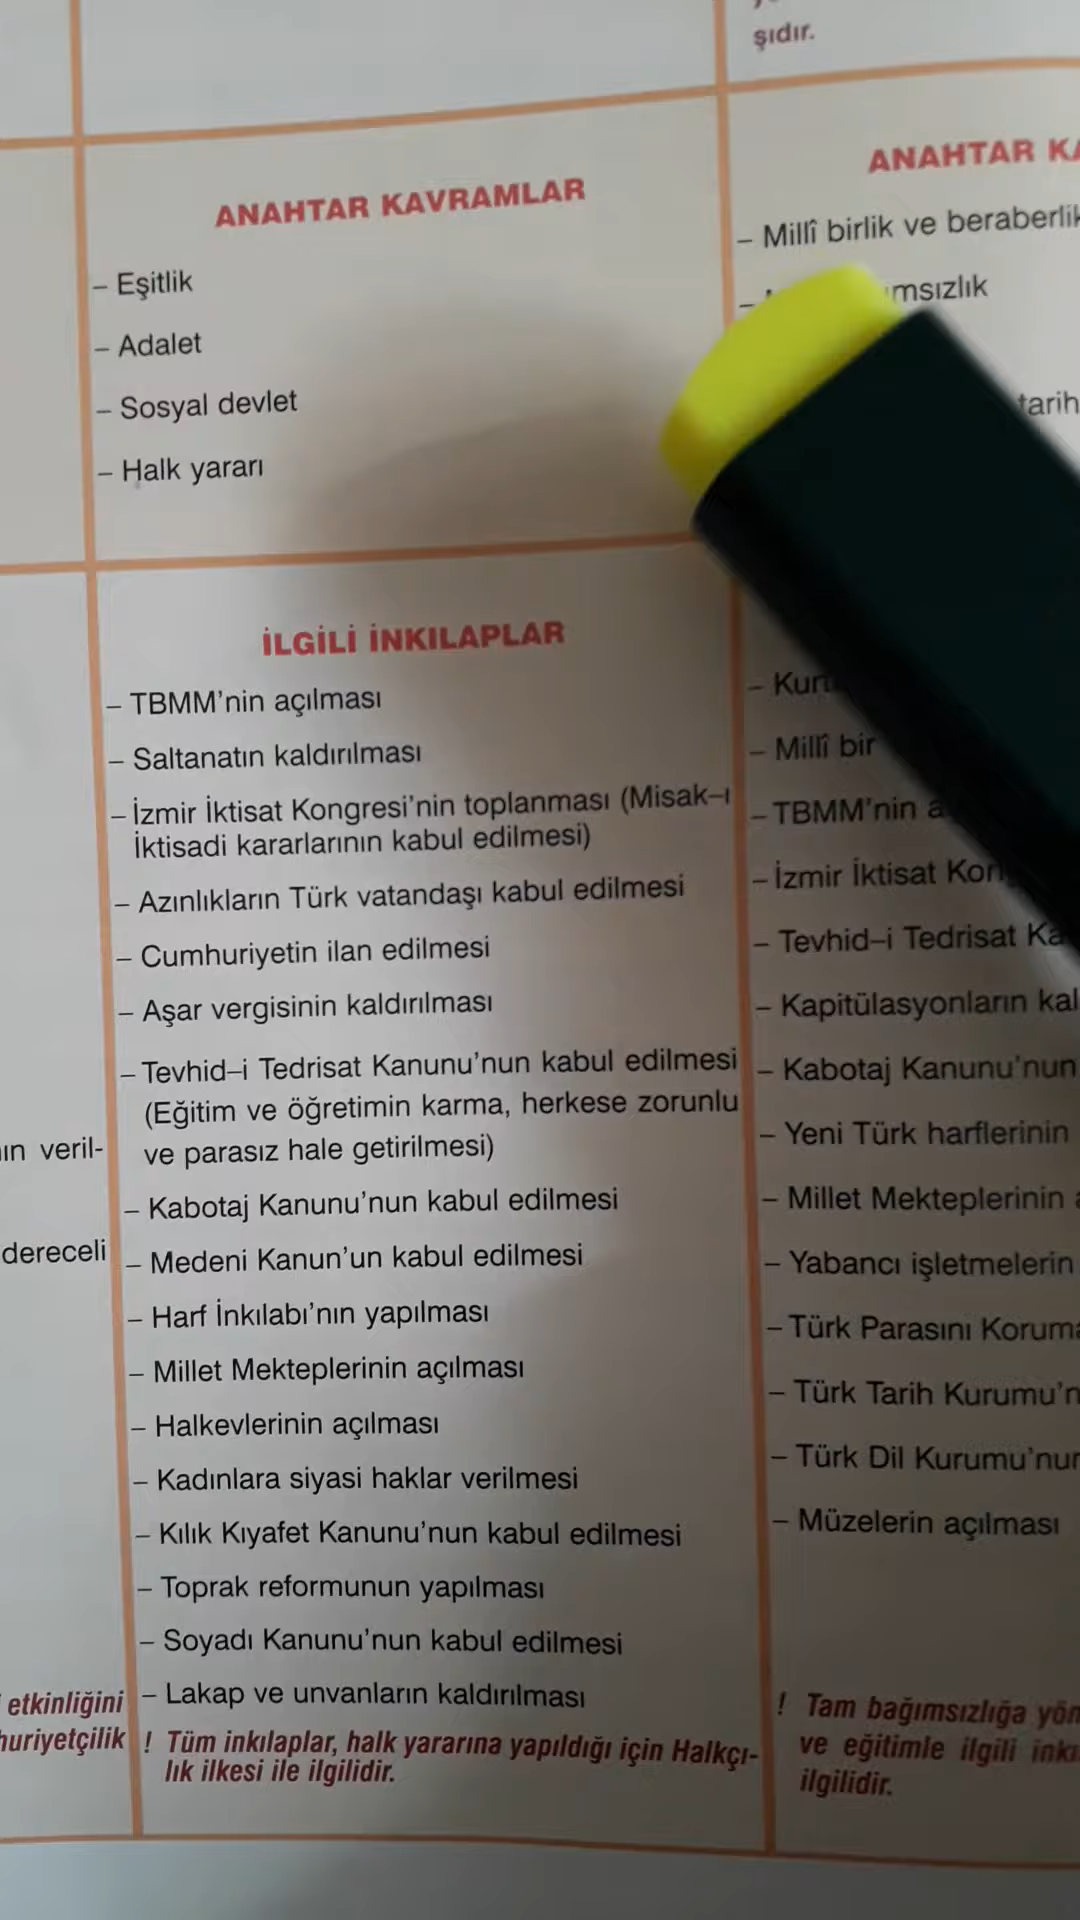 şıdır.
ANAHTAR KAVRAMLAR
– Eşitlik
– Adalet
– Sosyal devlet
– Halk yararı
İLGİLİ İNKILAPLAR
– TBMM’nin açılması
– Saltanatın kaldırılması
– İzmir İktisat Kongresi’nin toplanması (Misak–ı
İktisadi kararlarının kabul edilmesi)
– Azınlıkların Türk vatandaşı kabul edilmesi
– Cumhuriyetin ilan edilmesi
– Aşar vergisinin kaldırılması
– Tevhid–i Tedrisat Kanunu’nun kabul edilmesi
(Eğitim ve öğretimin karma, herkese zorunlu
ve parasız hale getirilmesi)
– Kabotaj Kanunu’nun kabul edilmesi
– Medeni Kanun’un kabul edilmesi
– Harf İnkılabı’nın yapılması
– Millet Mekteplerinin açılması
– Halkevlerinin açılması
– Kadınlara siyasi haklar verilmesi
– Kılık Kıyafet Kanunu’nun kabul edilmesi
– Toprak reformunun yapılması
– Soyadı Kanunu’nun kabul edilmesi
– Lakap ve unvanların kaldırılması
! Tüm inkılaplar, halk yararına yapıldığı için Halkçı-
lık ilkesi ile ilgilidir.
veril-
dereceli
etkinliğini
ANAHTAR
– Millî birlik ve
tarih
– Millî
– TBMM’nin
– İzmir İktisat
– Tevhid–i Tedrisat
– Kapitülasyonların
– Kabotaj Kanunu’nun
– Yeni Türk harflerinin
– Millet Mekteplerinin
– Yabancı işletmelerin
– Türk Parasını
– Türk Tarih
– Türk Dil
– Müzelerin açılması
! Tam bağımsızlığa
ve eğitimle ilgili
ilgilidir.